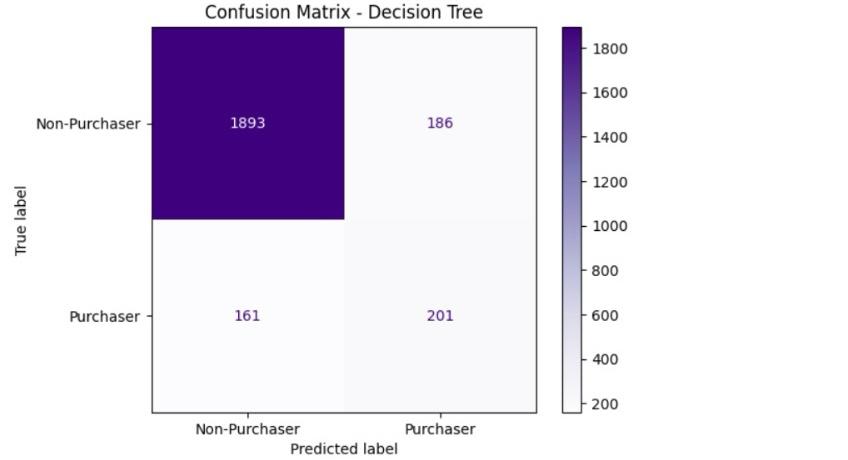 Confusion Matrix - Decision Tree
Non-Purchaser
1893
186
Purchaser
161
201
True label
Non-Purchaser
Purchaser
Predicted label
1800
1600
1400
1200
1000
800
600
400
200